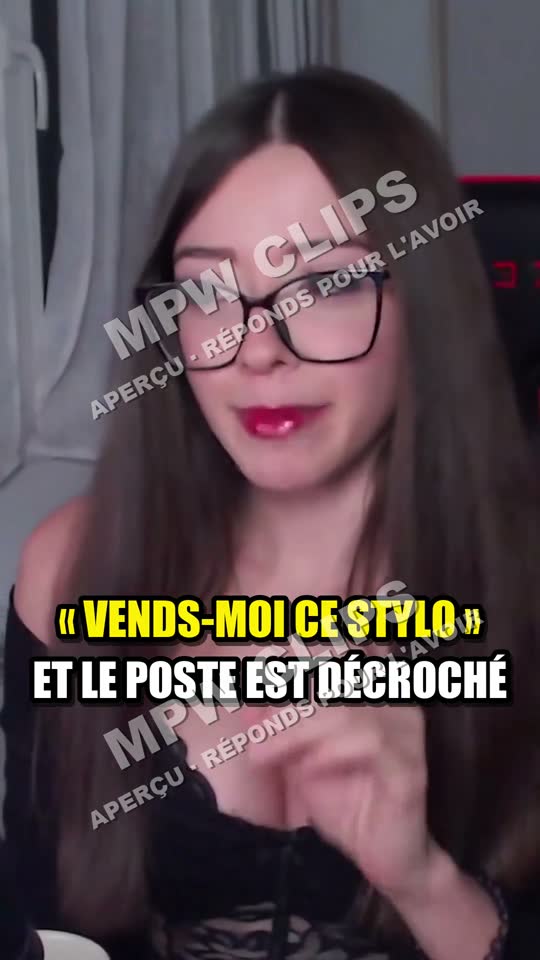 MPW CLIPS
APERÇU - RÉPONDS POUR L'AVOIR
« VENDS-MOI CE STYLO »
ET LE POSTE EST DÉCROCHÉ
MPW CLIPS
APERÇU - RÉPONDS POUR L'AVOIR